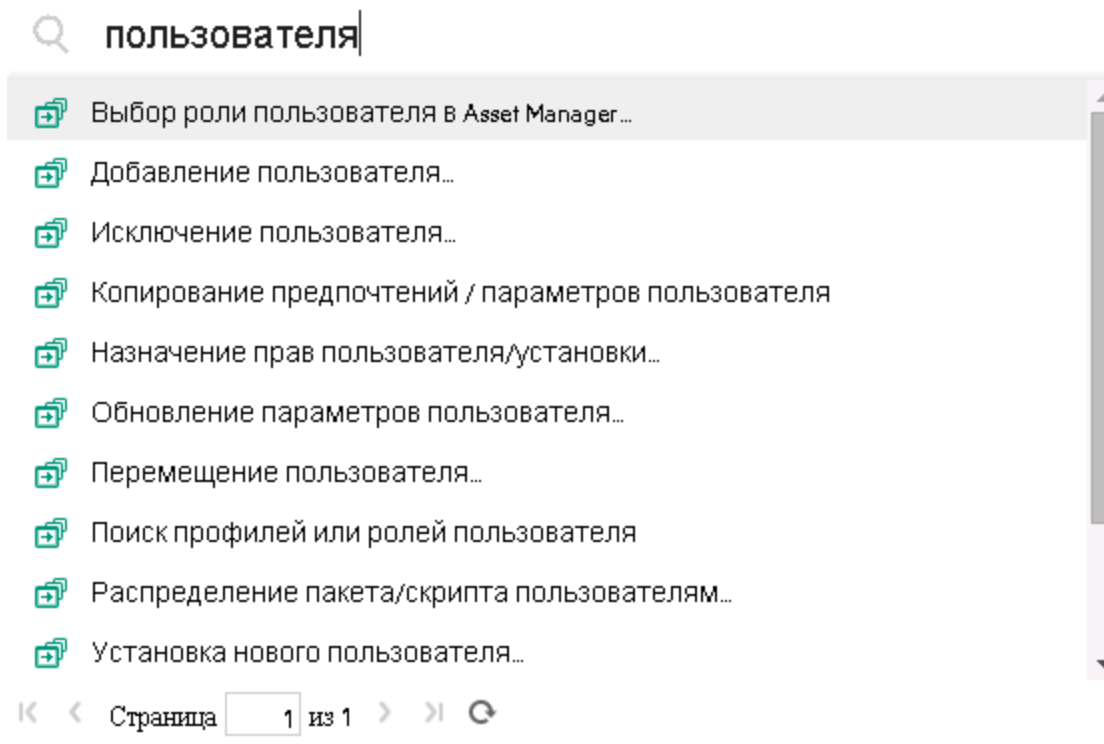 пользователя
Выбор роли пользователя в Asset Manager...
Добавление пользователя...
Исключение пользователя...
Копирование предпочтений / параметров пользователя
Назначение прав пользователя/установки...
Обновление параметров пользователя...
Перемещение пользователя...
Поиск профилей или ролей пользователя
Распределение пакета/скрипта пользователям...
Установка нового пользователя...
Страница 1 из 1